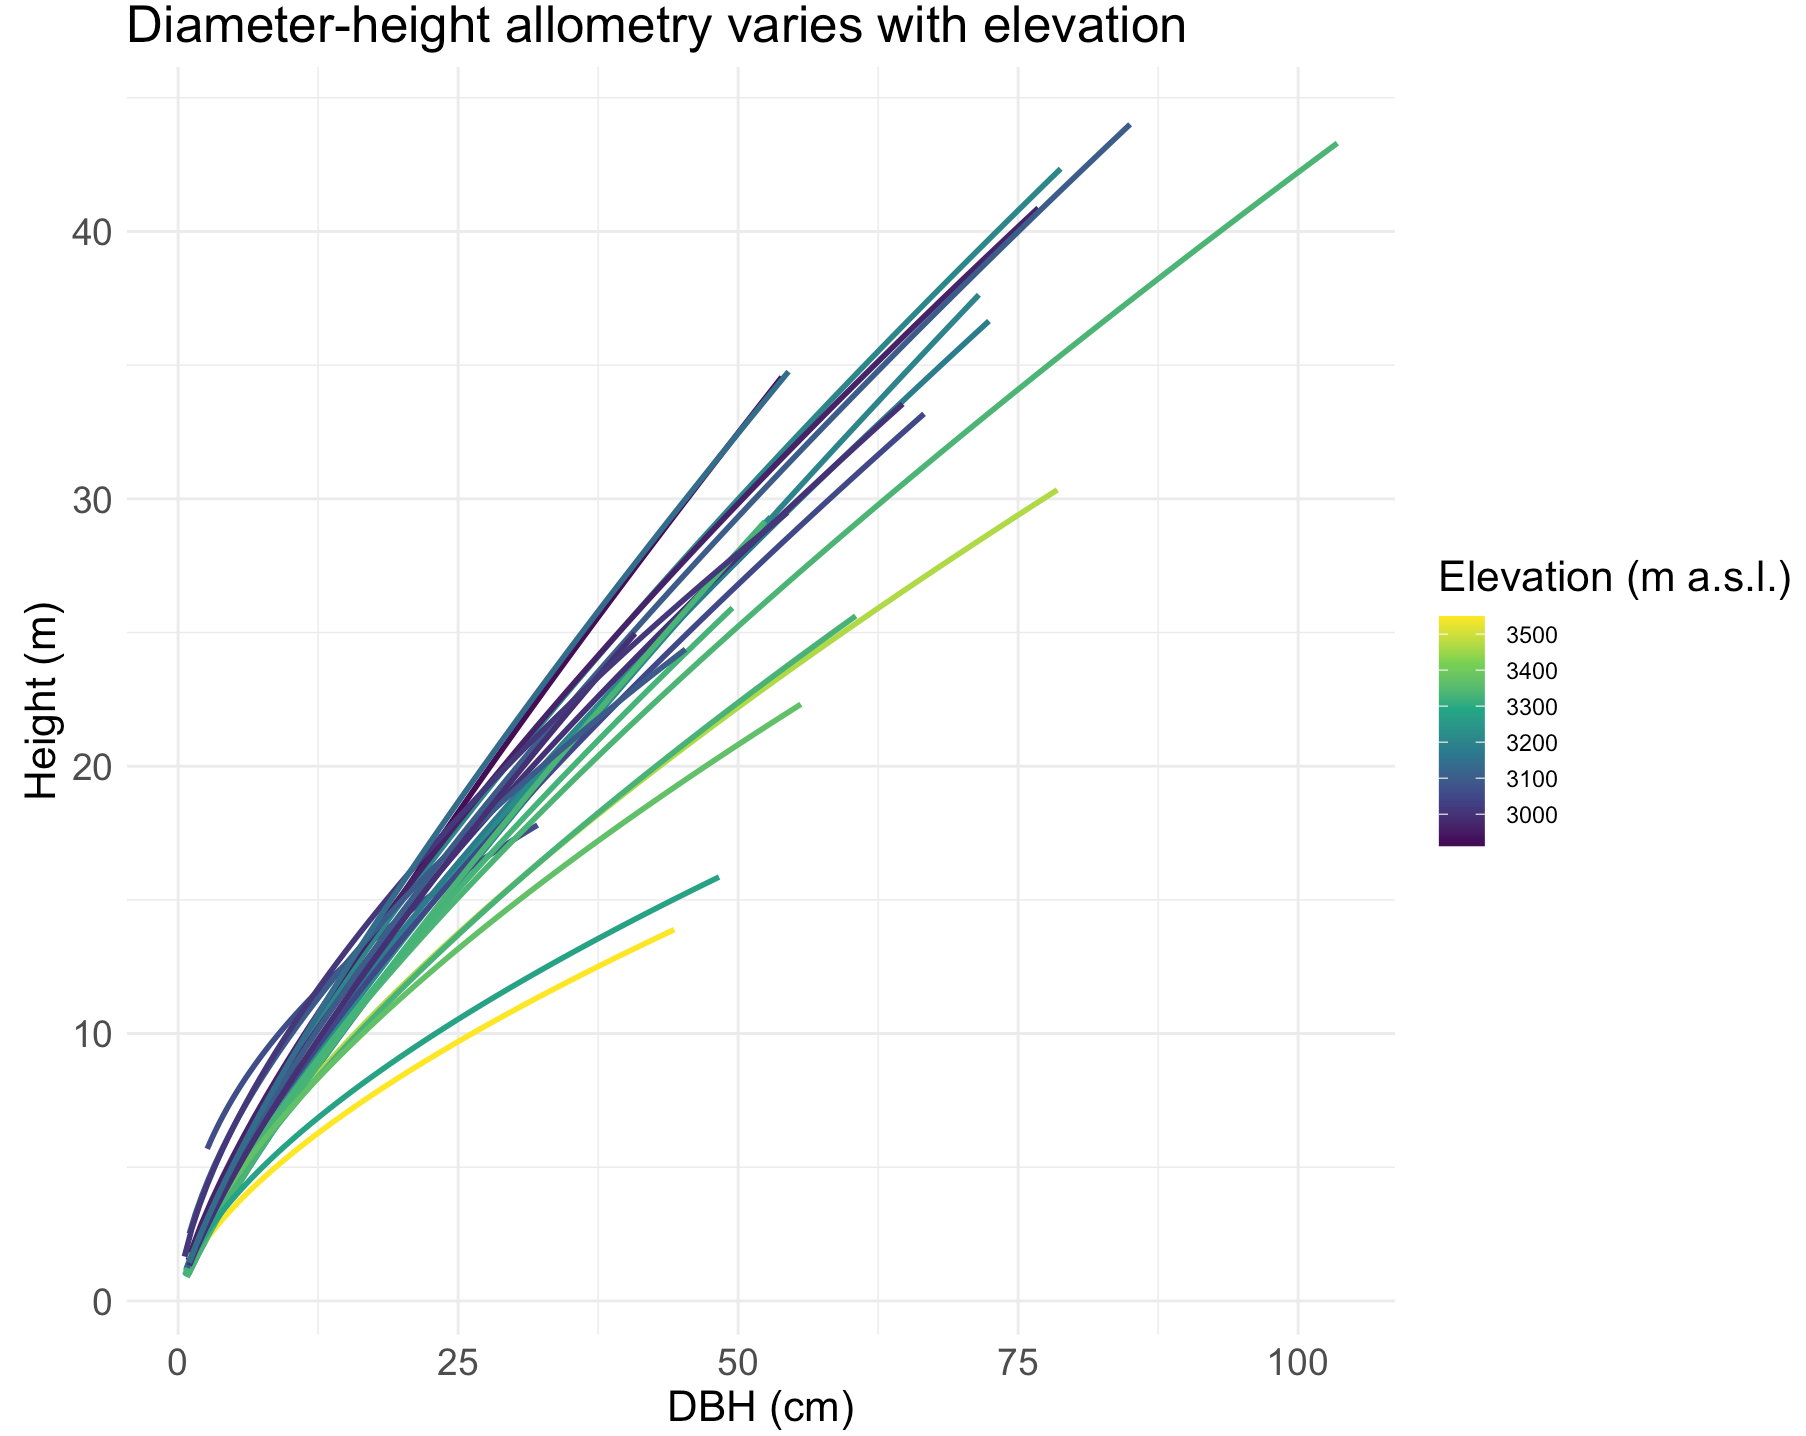 Diameter-height allometry varies with elevation
40
30
20
10
0
Height (m)
0 25 50 75 100
DBH (cm)
Elevation (m a.s.l.)
3500
3400
3300
3200
3100
3000